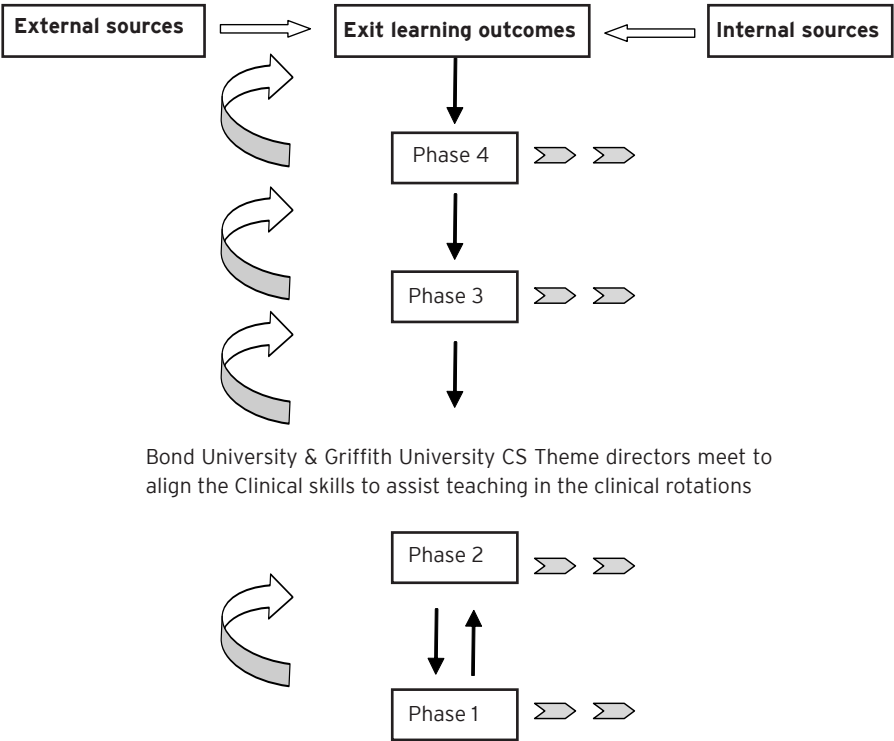 External sources
Exit learning outcomes
Internal sources
Phase 4
Phase 3
Bond University & Griffith University CS Theme directors meet to
align the Clinical skills to assist teaching in the clinical rotations
Phase 2
Phase 1